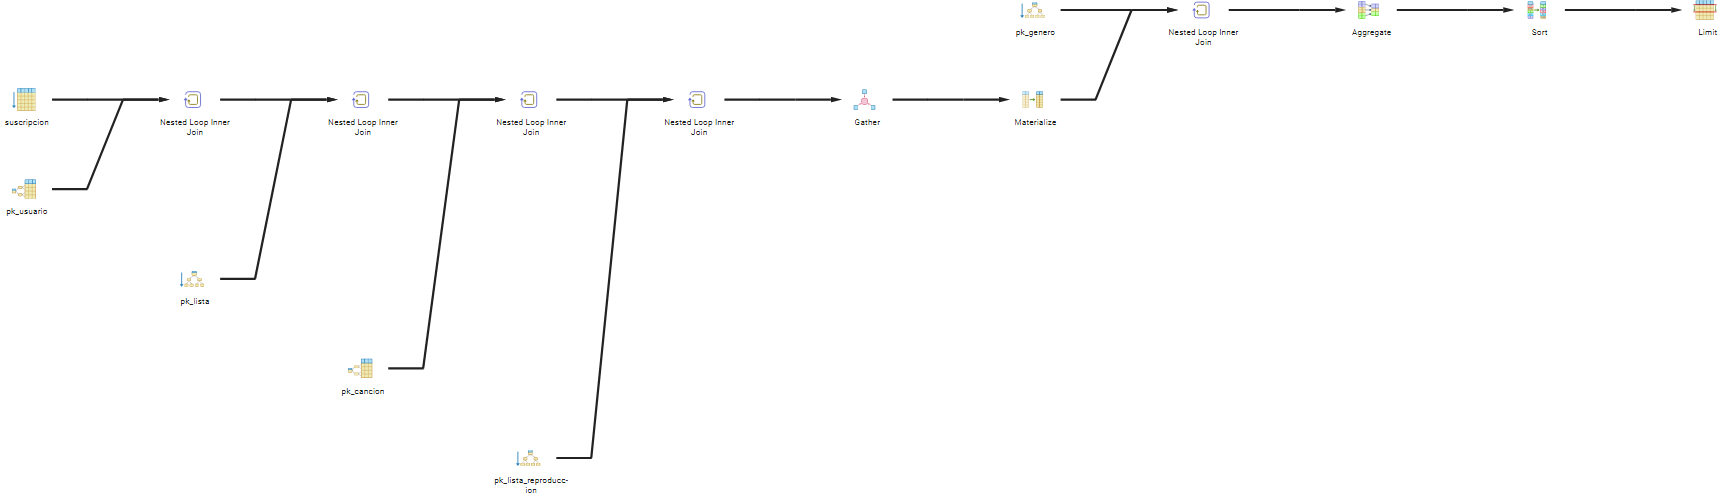 pk_genero
Nested Loop Inner
Join
Aggregate
Sort
Limit
suscripcion
Nested Loop Inner
Join
Nested Loop Inner
Join
Nested Loop Inner
Join
Nested Loop Inner
Join
Gather
Materialize
pk_usuario
pk_lista
pk_cancion
pk_lista_reproducc-
ion